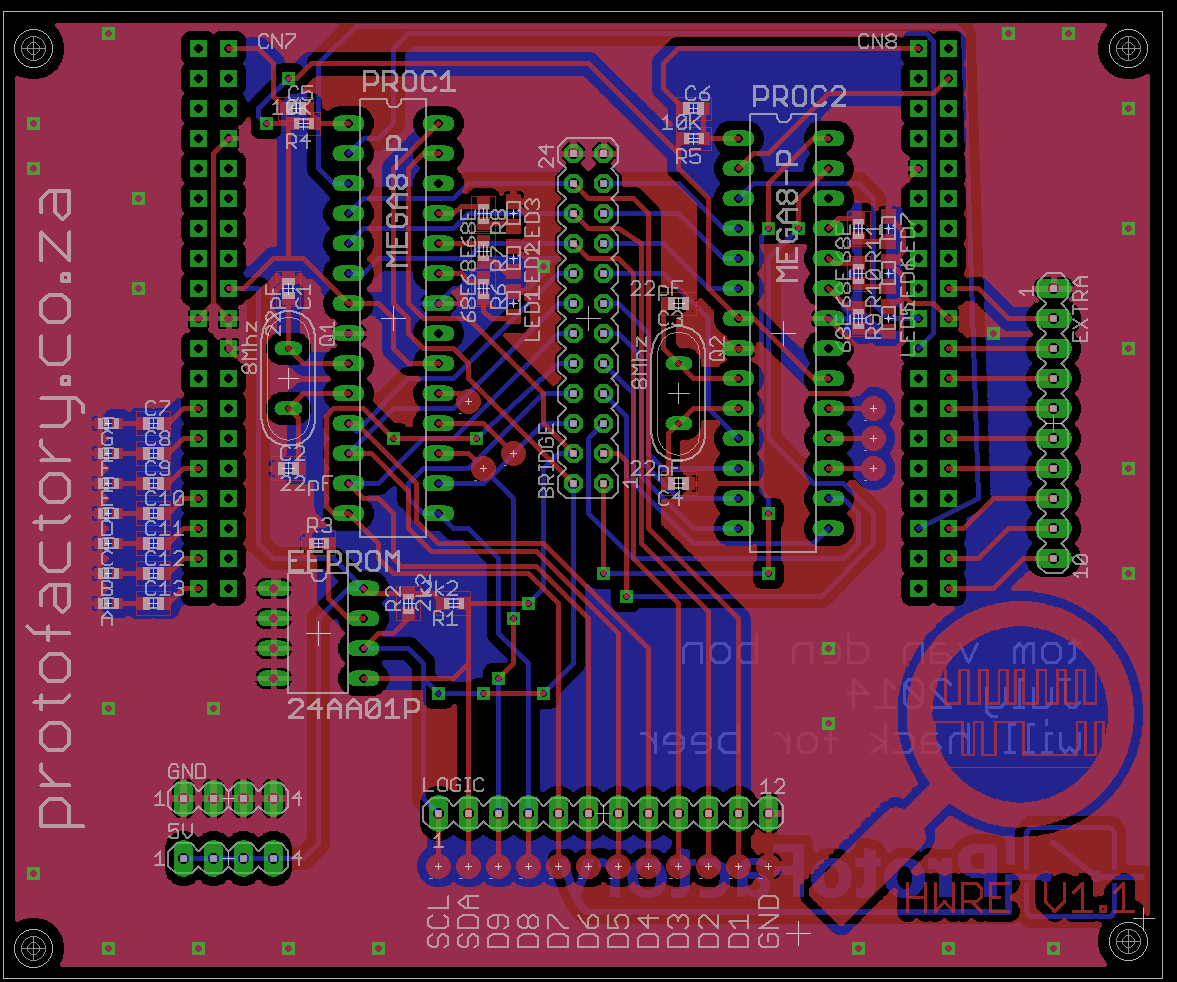 CN7
CN8
PROC1
PROC2
C5
10K
R4
C6
10K
R5
MEGA8-P
MEGA8-P
24
68E
68E
68E
R8
R7
R6
LED3
LED2
LED1
68E
68E
68E
R11
R10
R9
LED7
LED6
1
EXTRA
10
22PF
C1
8Mhz
Q1
C2
22pF
22pF
C3
8Mhz
Q2
22pF
C4
BRIDGE
1
protofactory.co.za
C7
C8
C9
C10
C11
C12
C13
G
F
E
D
C
B
A
R3
EEPROM
R2
2k2
2k2
R1
24AA01P
tom van den bon
july 2014
will hack for beer
GND
1
4
5V
1
4
LOGIC
1
12
ProtoFactory
HWRE V1.1
SCL
SDA
D9
D8
D7
D6
D5
D4
D3
D2
D1
GND